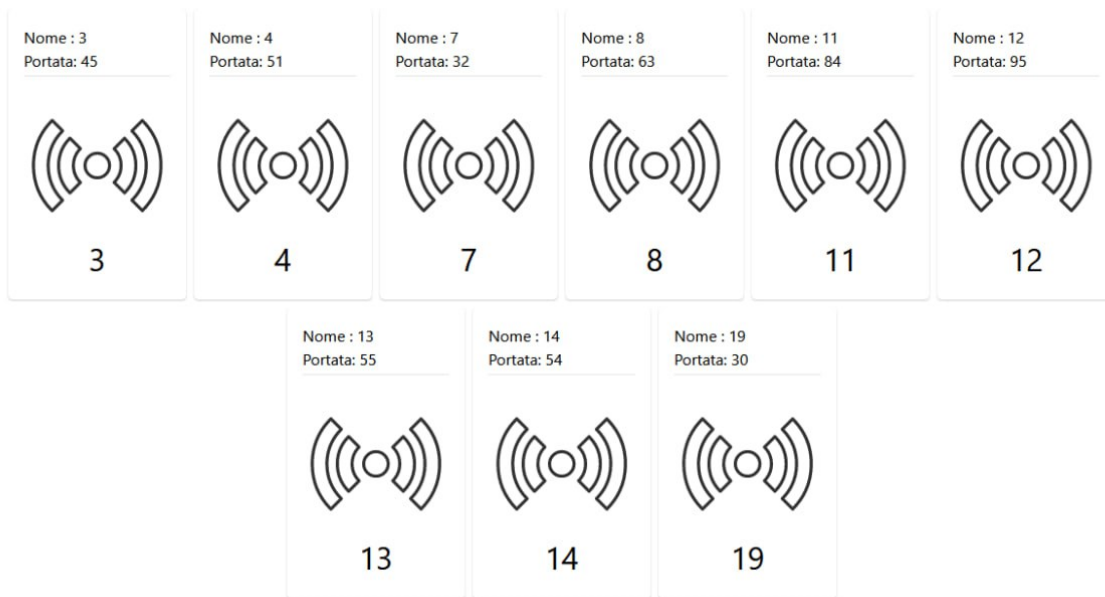 Nome : 3
Portata: 45
3
Nome : 4
Portata: 51
4
Nome : 7
Portata: 32
7
Nome : 8
Portata: 63
8
Nome : 11
Portata: 84
11
Nome : 12
Portata: 95
12
Nome : 13
Portata: 55
13
Nome : 14
Portata: 54
14
Nome : 19
Portata: 30
19